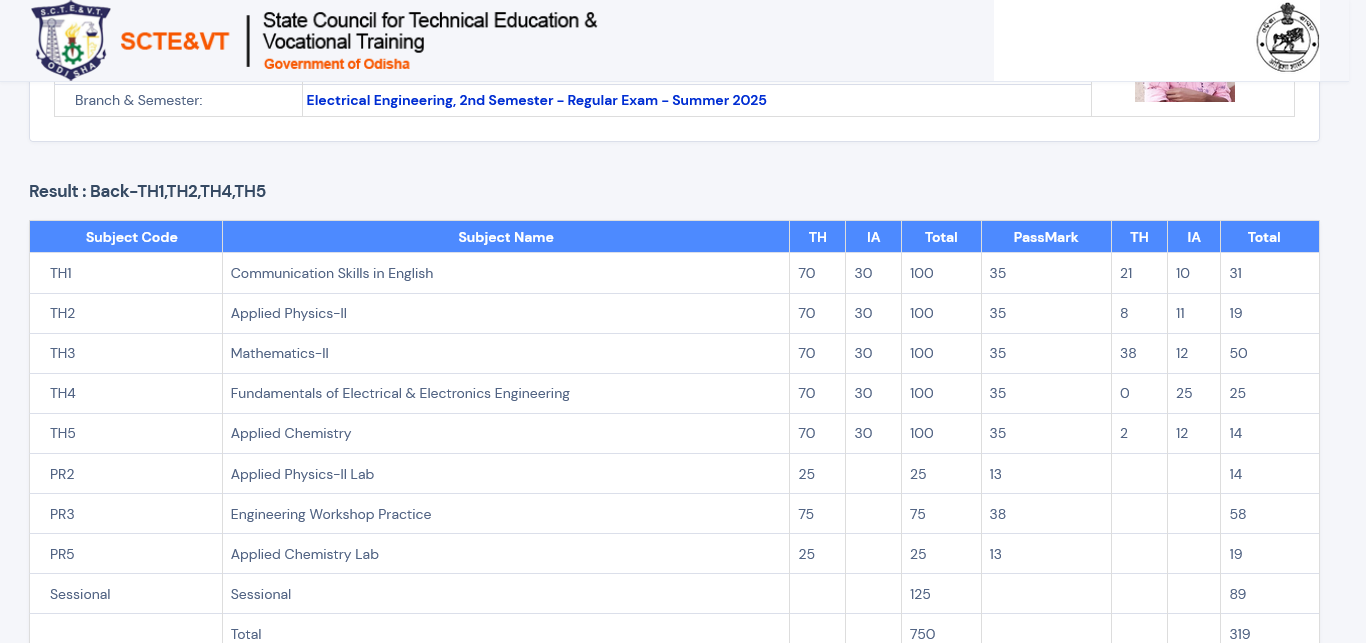 S.C.T.E.&V.T.
ODISHA
SCTE&VT
State Council for Technical Education &
Vocational Training
Government of Odisha
Branch & Semester: Electrical Engineering, 2nd Semester - Regular Exam - Summer 2025
Result : Back-TH1,TH2,TH4,TH5
Subject Code Subject Name TH IA Total PassMark TH IA Total
TH1 Communication Skills in English 70 30 100 35 21 10 31
TH2 Applied Physics-II 70 30 100 35 8 11 19
TH3 Mathematics-II 70 30 100 35 38 12 50
TH4 Fundamentals of Electrical & Electronics Engineering 70 30 100 35 0 25 25
TH5 Applied Chemistry 70 30 100 35 2 12 14
PR2 Applied Physics-II Lab 25 25 13 14
PR3 Engineering Workshop Practice 75 75 38 58
PR5 Applied Chemistry Lab 25 25 13 19
Sessional Sessional 125 89
Total 750 319